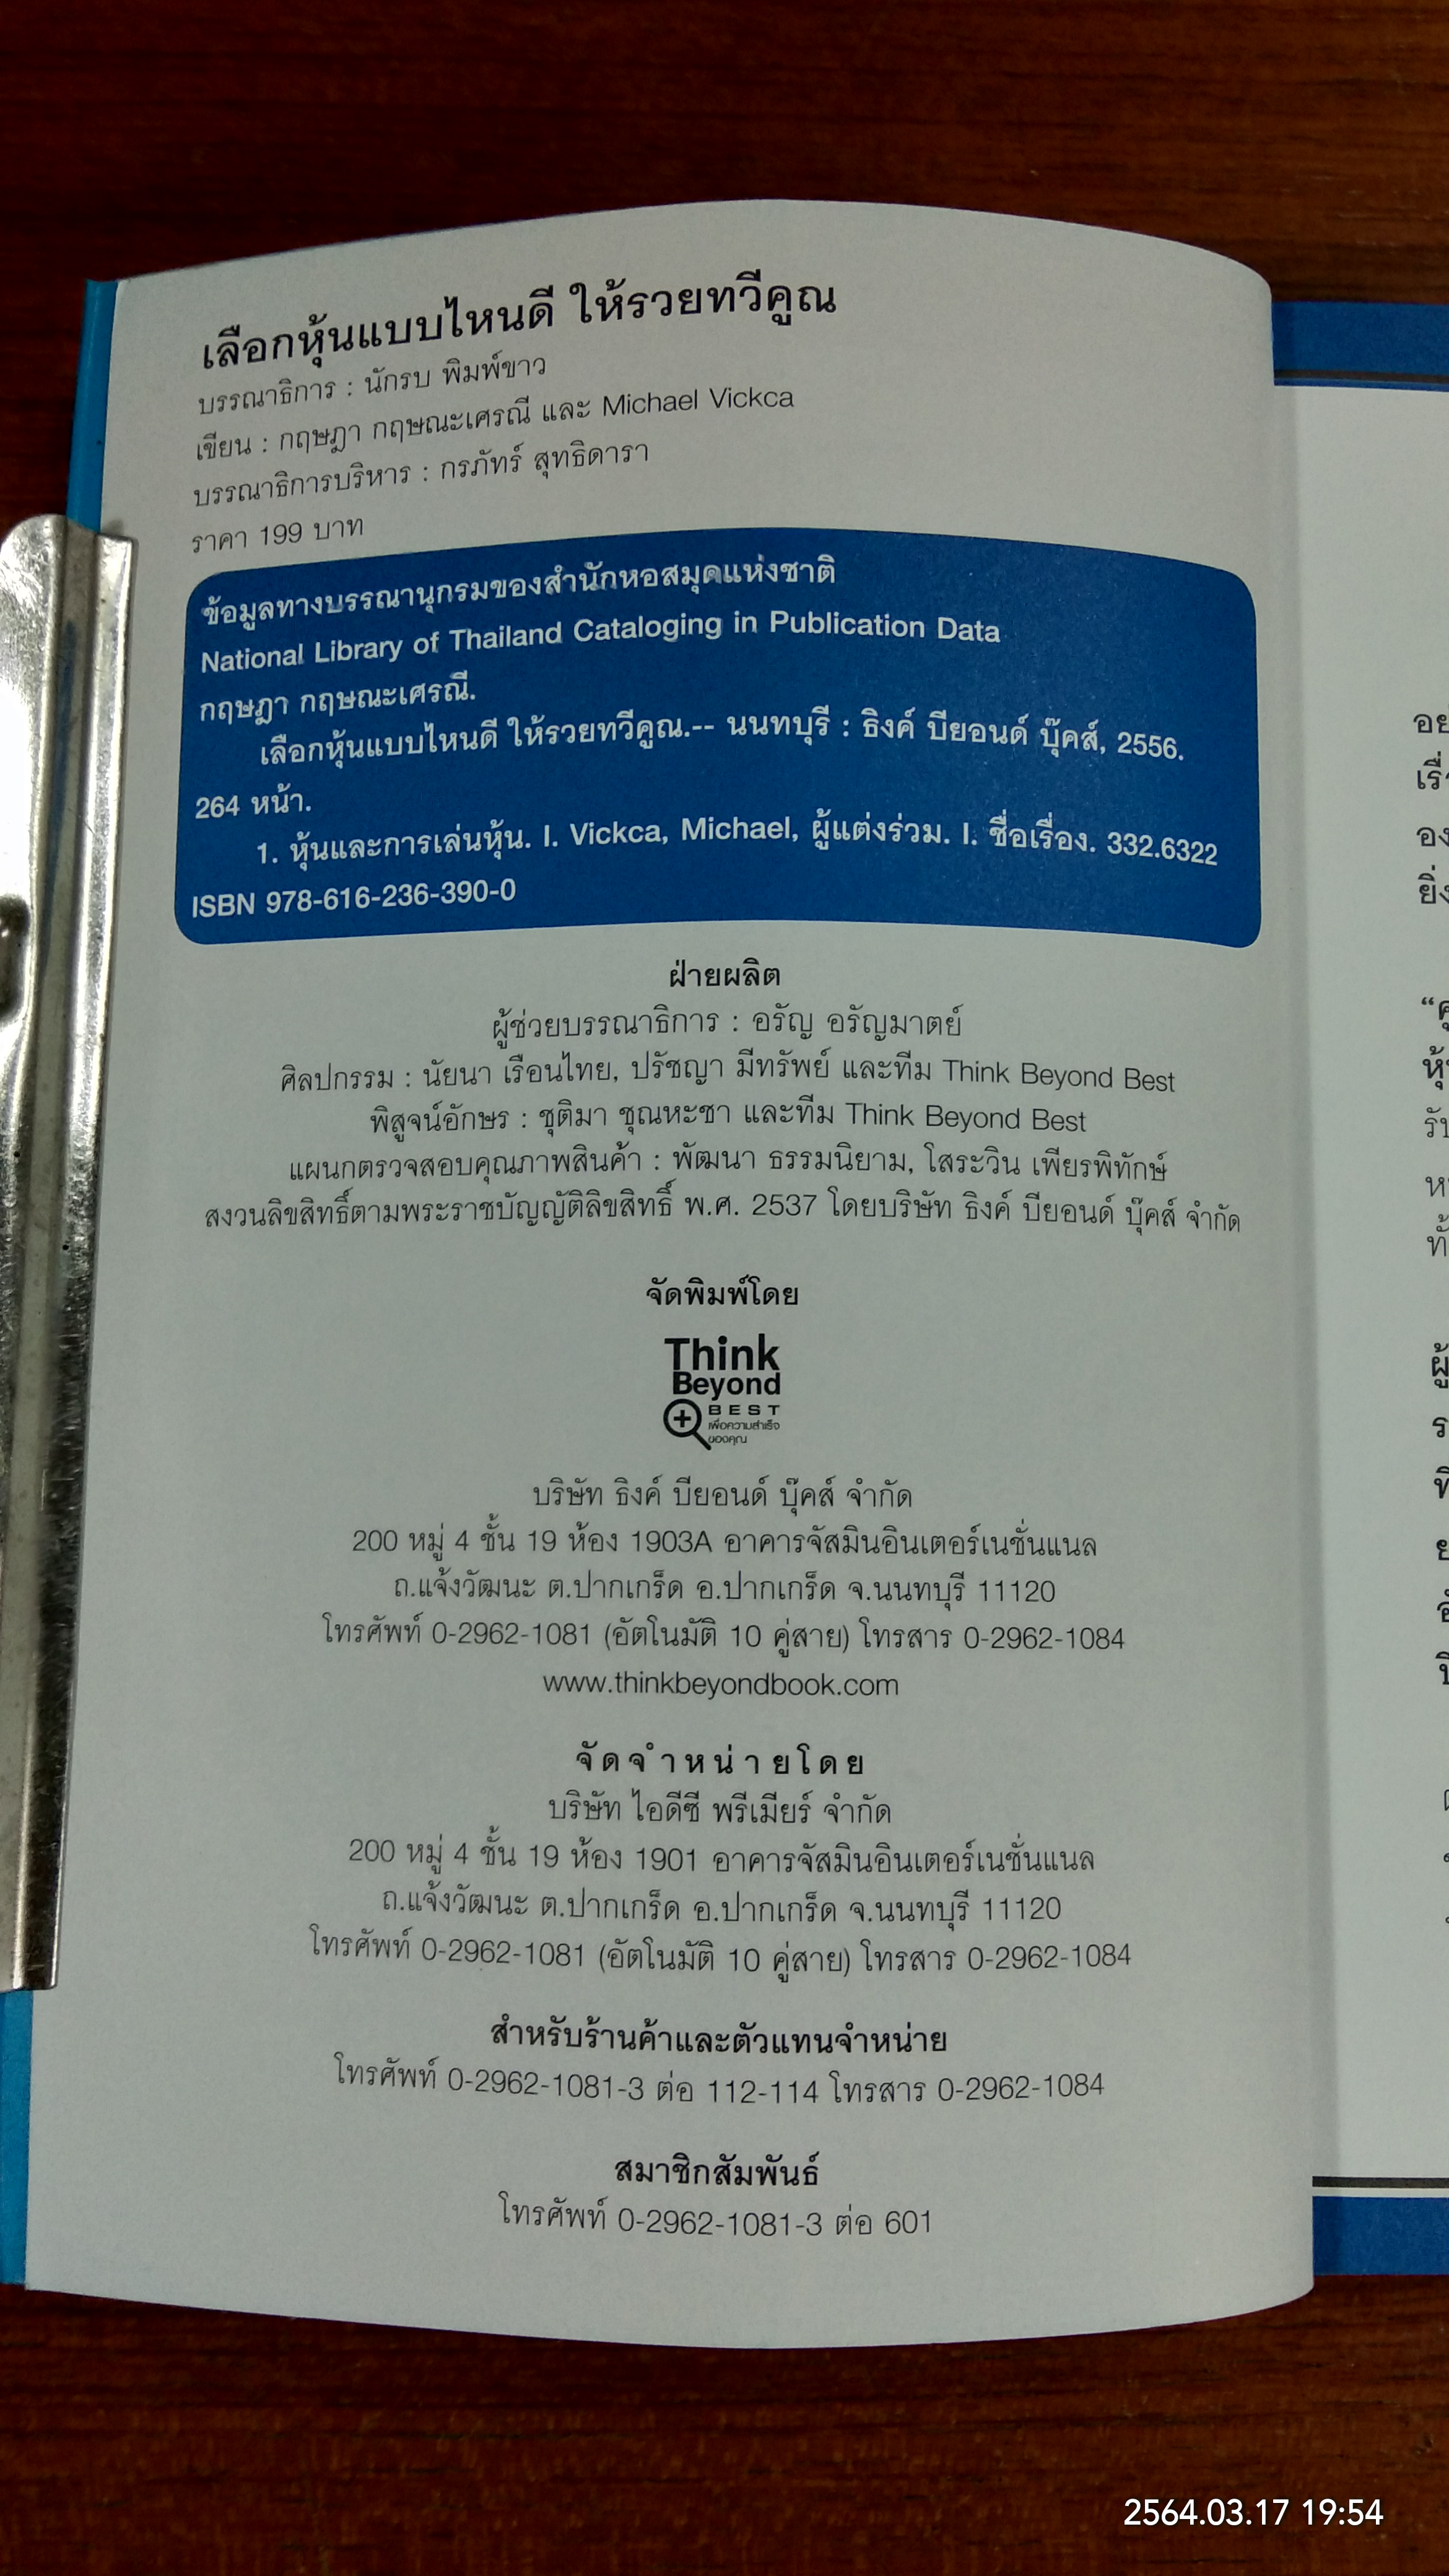 เลือกหุ้นแบบไหนดี ให้รวยทวีคูณ
บรรณาธิการ : นักรบ พิมพ์ขาว
เขียน : กฤษฎา กฤษณะเศรณี และ Michael Vickca
บรรณาธิการบริหาร : กรภัทร์ สุทธิดารา
ราคา 199 บาท
ข้อมูลทางบรรณานุกรมของสำนักหอสมุดแห่งชาติ
National Library of Thailand Cataloging in Publication Data
กฤษฎา กฤษณะเศรณี.
เลือกหุ้นแบบไหนดี ให้รวยทวีคูณ.-- นนทบุรี : ธิงค์ บียอนด์ บุ๊คส์, 2556.
264 หน้า.
1. หุ้นและการเล่นหุ้น. I. Vickca, Michael, ผู้แต่งร่วม. I. ชื่อเรื่อง. 332.6322
ISBN 978-616-236-390-0
ฝ่ายผลิต
ผู้ช่วยบรรณาธิการ : อรัญ อรัญมาตย์
ศิลปกรรม : นัยนา เรือนไทย, ปรัชญา มีทรัพย์ และทีม Think Beyond Best
พิสูจน์อักษร : ชุติมา ชุณหะชา และทีม Think Beyond Best
แผนกตรวจสอบคุณภาพสินค้า : พัฒนา ธรรมนิยาม, โสระวิน เพียรพิทักษ์
สงวนลิขสิทธิ์ตามพระราชบัญญัติลิขสิทธิ์ พ.ศ. 2537 โดยบริษัท ธิงค์ บียอนด์ บุ๊คส์ จำกัด
จัดพิมพ์โดย
Think
Beyond
BEST
เพื่อความสำเร็จ
ของคุณ
บริษัท ธิงค์ บียอนด์ บุ๊คส์ จำกัด
200 หมู่ 4 ชั้น 19 ห้อง 1903A อาคารจัสมินอินเตอร์เนชั่นแนล
ถ.แจ้งวัฒนะ ต.ปากเกร็ด อ.ปากเกร็ด จ.นนทบุรี 11120
โทรศัพท์ 0-2962-1081 (อัตโนมัติ 10 คู่สาย) โทรสาร 0-2962-1084
www.thinkbeyondbook.com
จัดจำหน่ายโดย
บริษัท ไอดีซี พรีเมียร์ จำกัด
200 หมู่ 4 ชั้น 19 ห้อง 1901 อาคารจัสมินอินเตอร์เนชั่นแนล
ถ.แจ้งวัฒนะ ต.ปากเกร็ด อ.ปากเกร็ด จ.นนทบุรี 11120
โทรศัพท์ 0-2962-1081 (อัตโนมัติ 10 คู่สาย) โทรสาร 0-2962-1084
สำหรับร้านค้าและตัวแทนจำหน่าย
โทรศัพท์ 0-2962-1081-3 ต่อ 112-114 โทรสาร 0-2962-1084
สมาชิกสัมพันธ์
โทรศัพท์ 0-2962-1081-3 ต่อ 601
2564.03.17 19:54